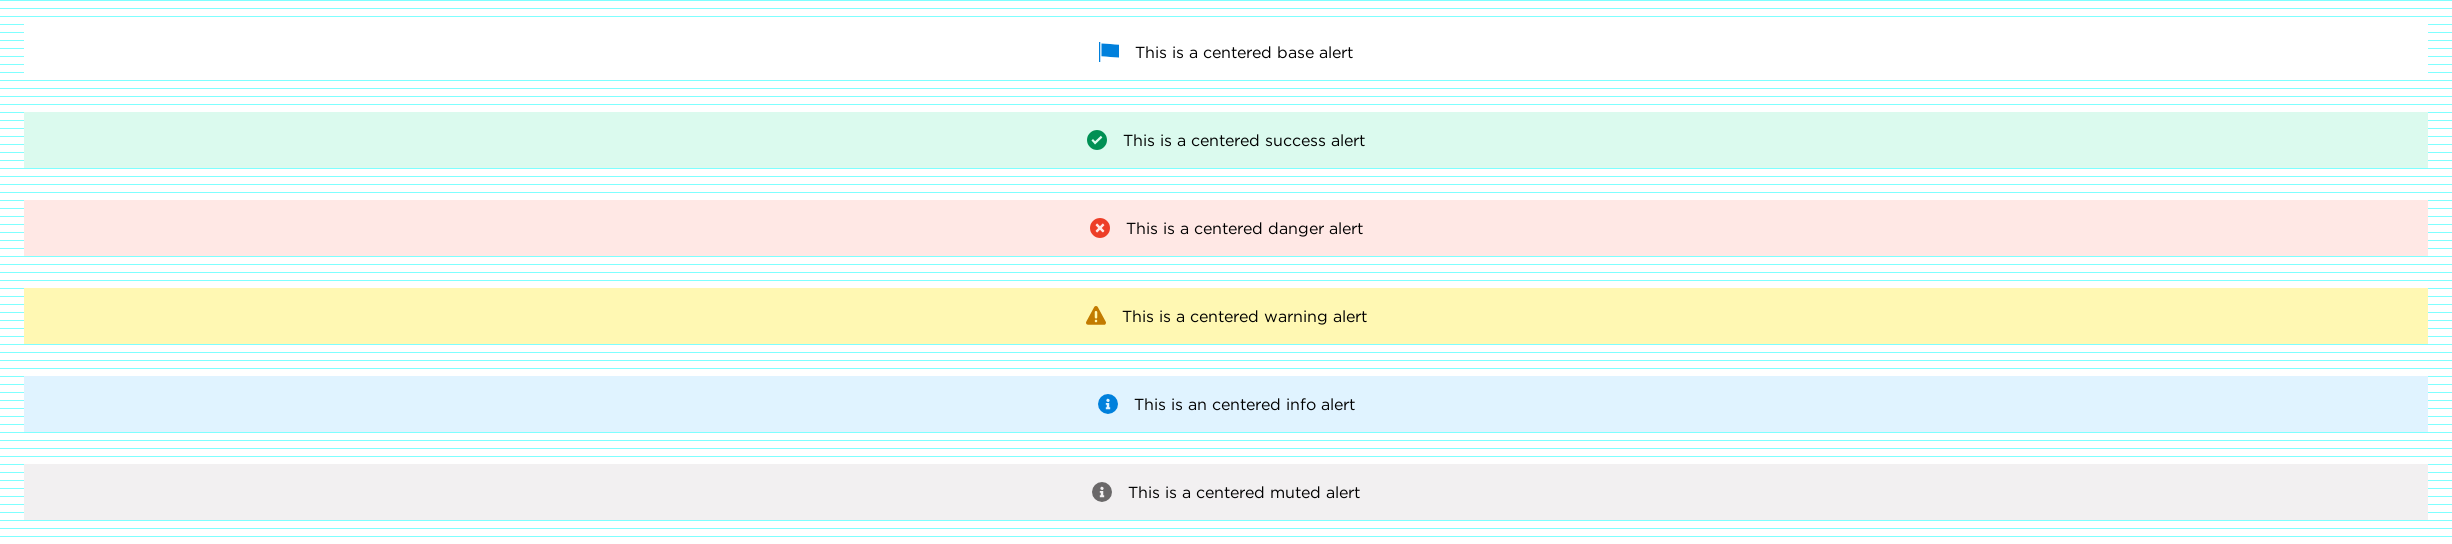 This is a centered base alert
This is a centered success alert
This is a centered danger alert
This is a centered warning alert
This is an centered info alert
This is a centered muted alert